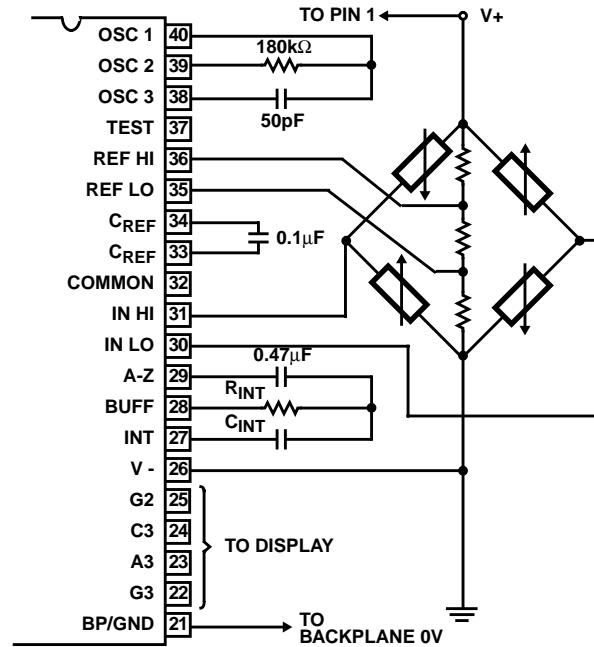 TO PIN 1
V+
OSC 1 40
180kΩ
OSC 2 39
OSC 3 38
50pF
TEST 37
REF HI 36
REF LO 35
CREF 34
0.1µF
CREF 33
COMMON 32
IN HI 31
IN LO 30
0.47µF
A-Z 29
RINT
BUFF 28
CINT
INT 27
V - 26
G2 25
C3 24
TO DISPLAY
A3 23
G3 22
BP/GND 21
TO
BACKPLANE 0V